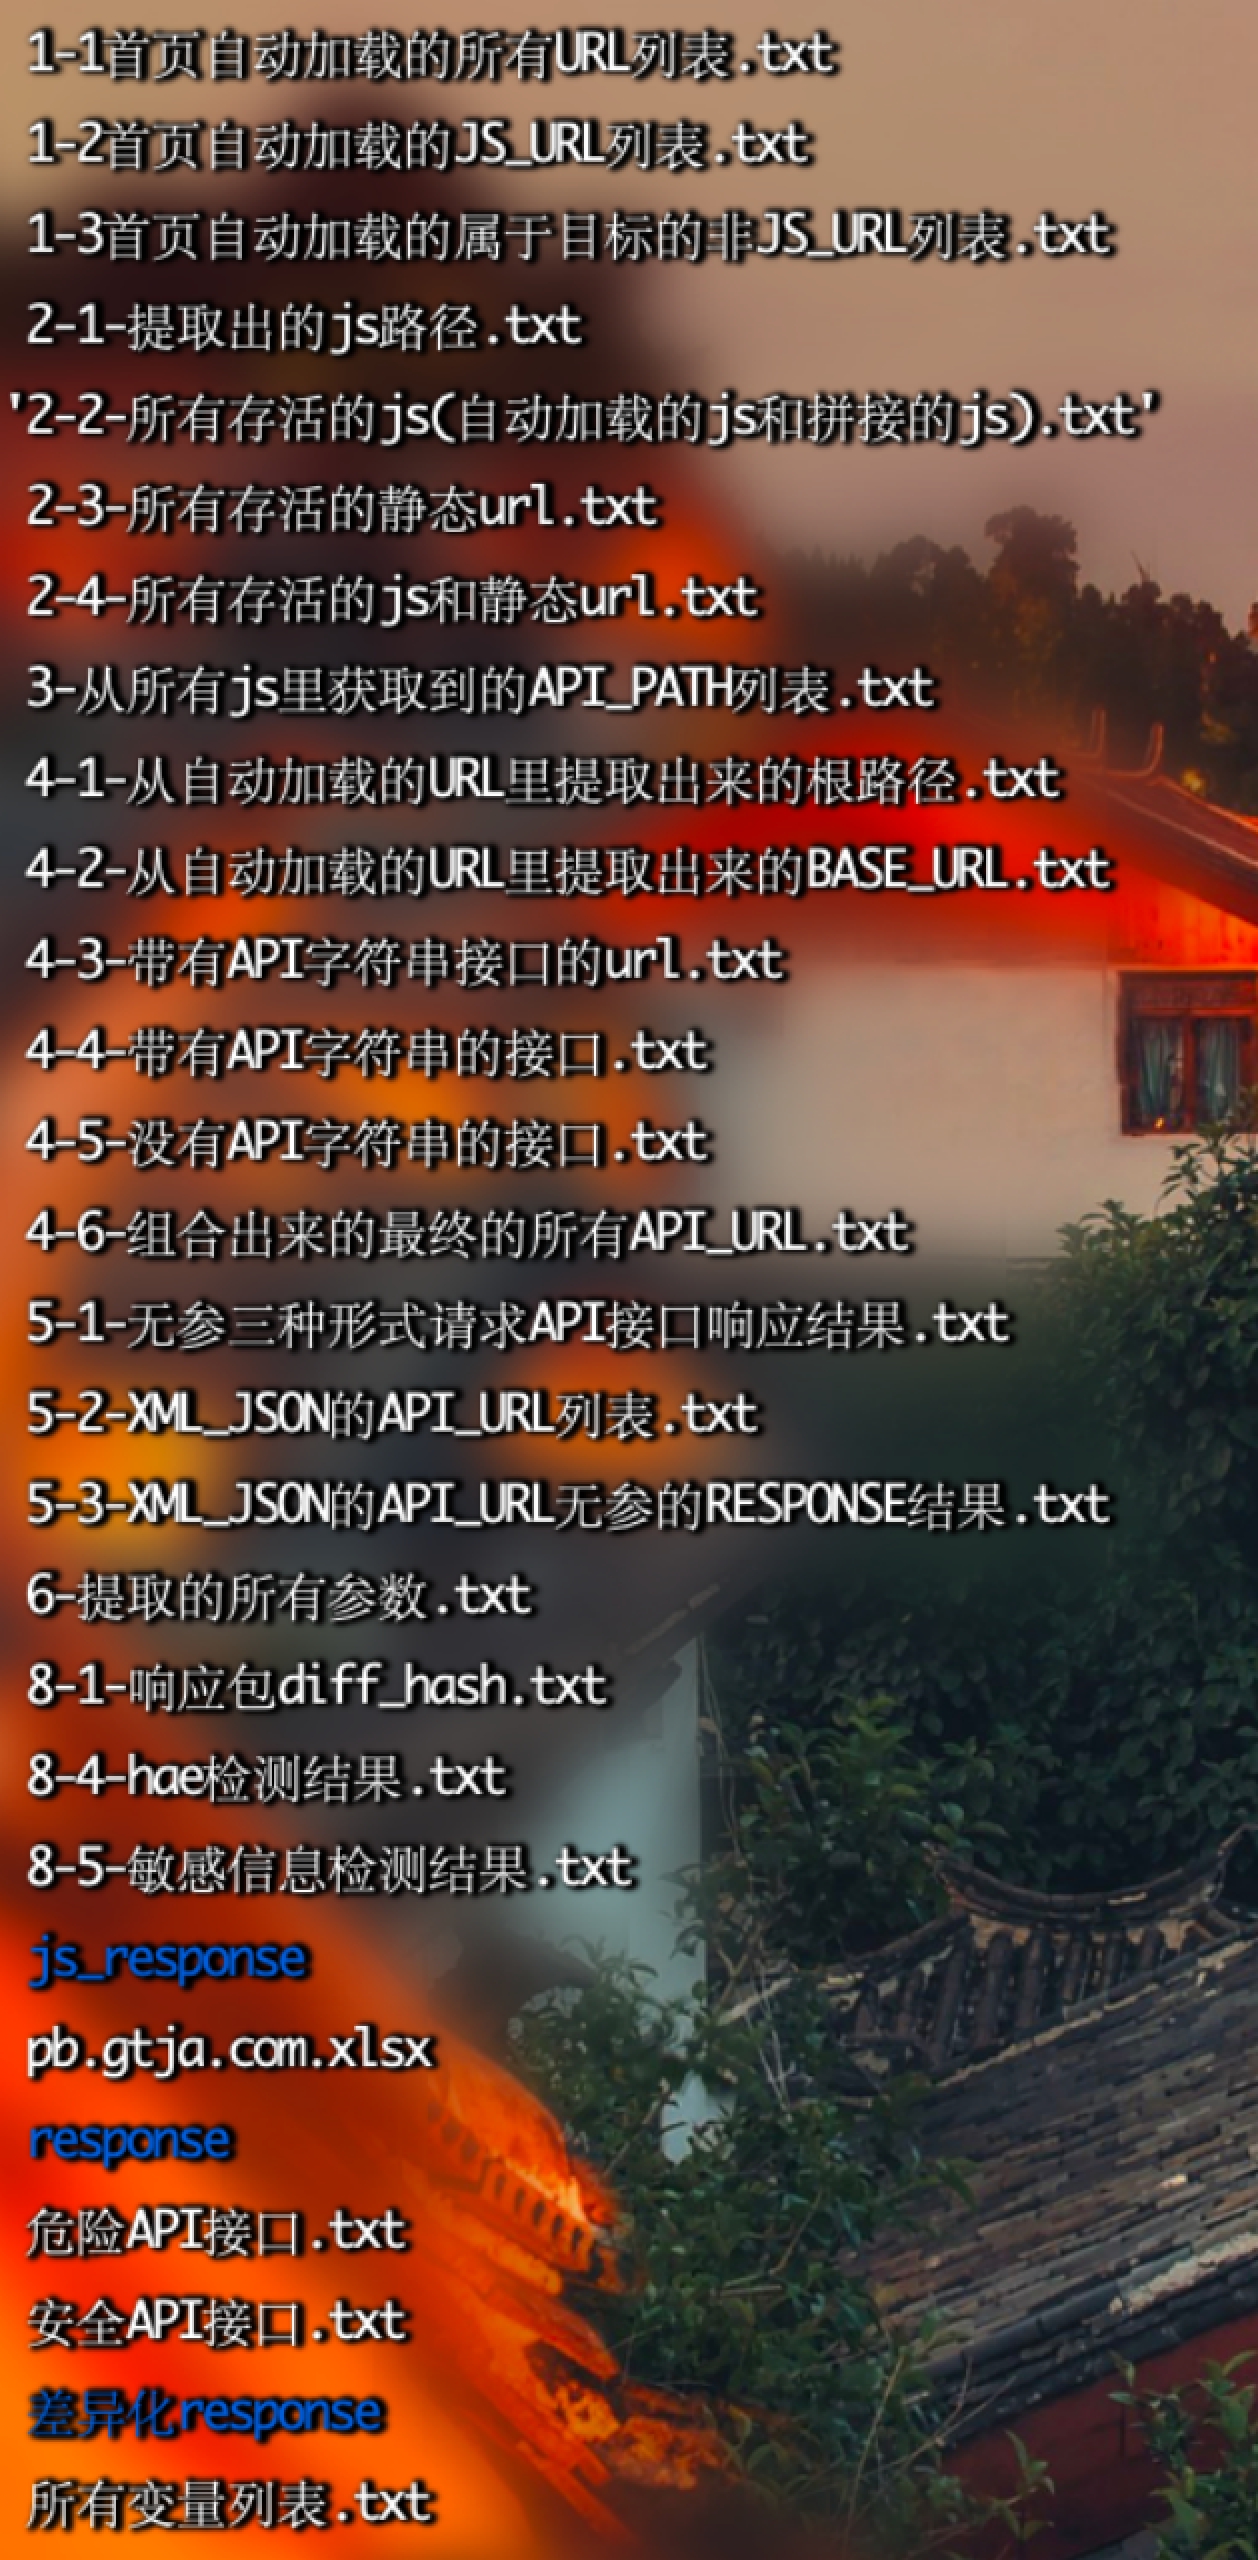 1-1首页自动加载的所有URL列表.txt
1-2首页自动加载的JS_URL列表.txt
1-3首页自动加载的属于目标的非JS_URL列表.txt
2-1-提取出的js路径.txt
'2-2-所有存活的js(自动加载的js和拼接的js).txt'
2-3-所有存活的静态url.txt
2-4-所有存活的js和静态url.txt
3-从所有js里获取到的API_PATH列表.txt
4-1-从自动加载的URL里提取出来的根路径.txt
4-2-从自动加载的URL里提取出来的BASE_URL.txt
4-3-带有API字符串接口的url.txt
4-4-带有API字符串的接口.txt
4-5-没有API字符串的接口.txt
4-6-组合出来的最终的所有API_URL.txt
5-1-无参三种形式请求API接口响应结果.txt
5-2-XML_JSON的API_URL列表.txt
5-3-XML_JSON的API_URL无参的RESPONSE结果.txt
6-提取的所有参数.txt
8-1-响应包diff_hash.txt
8-4-hae检测结果.txt
8-5-敏感信息检测结果.txt
js_response
pb.gtja.com.xlsx
response
危险API接口.txt
安全API接口.txt
差异化response
所有变量列表.txt